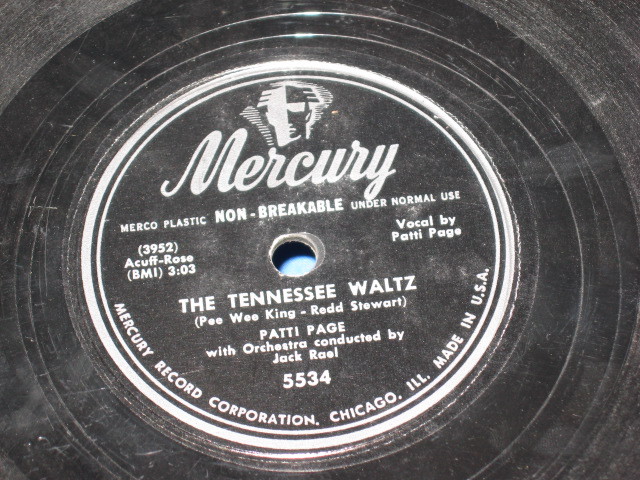 Mercury
MERCO PLASTIC NON-BREAKABLE UNDER NORMAL USE
(3952)
Acuff-Rose
(BMI) 3:03
Vocal by
Patti Page
THE TENNESSEE WALTZ
(Pee Wee King - Redd Stewart)
PATTI PAGE
with Orchestra conducted by
Jack Rael
5534
MERCURY RECORD CORPORATION, CHICAGO, ILL. MADE IN U.S.A.